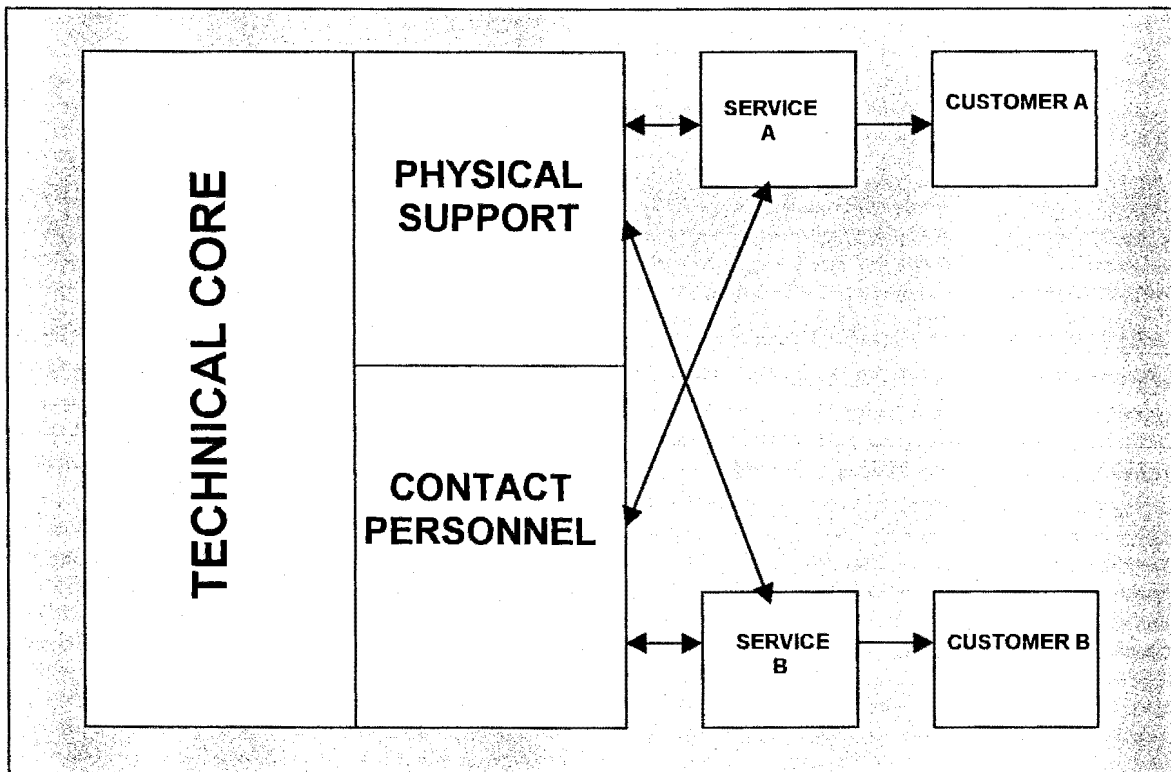 TECHNICAL CORE
PHYSICAL
SUPPORT
CONTACT
PERSONNEL
SERVICE
A
CUSTOMER A
SERVICE
B
CUSTOMER B